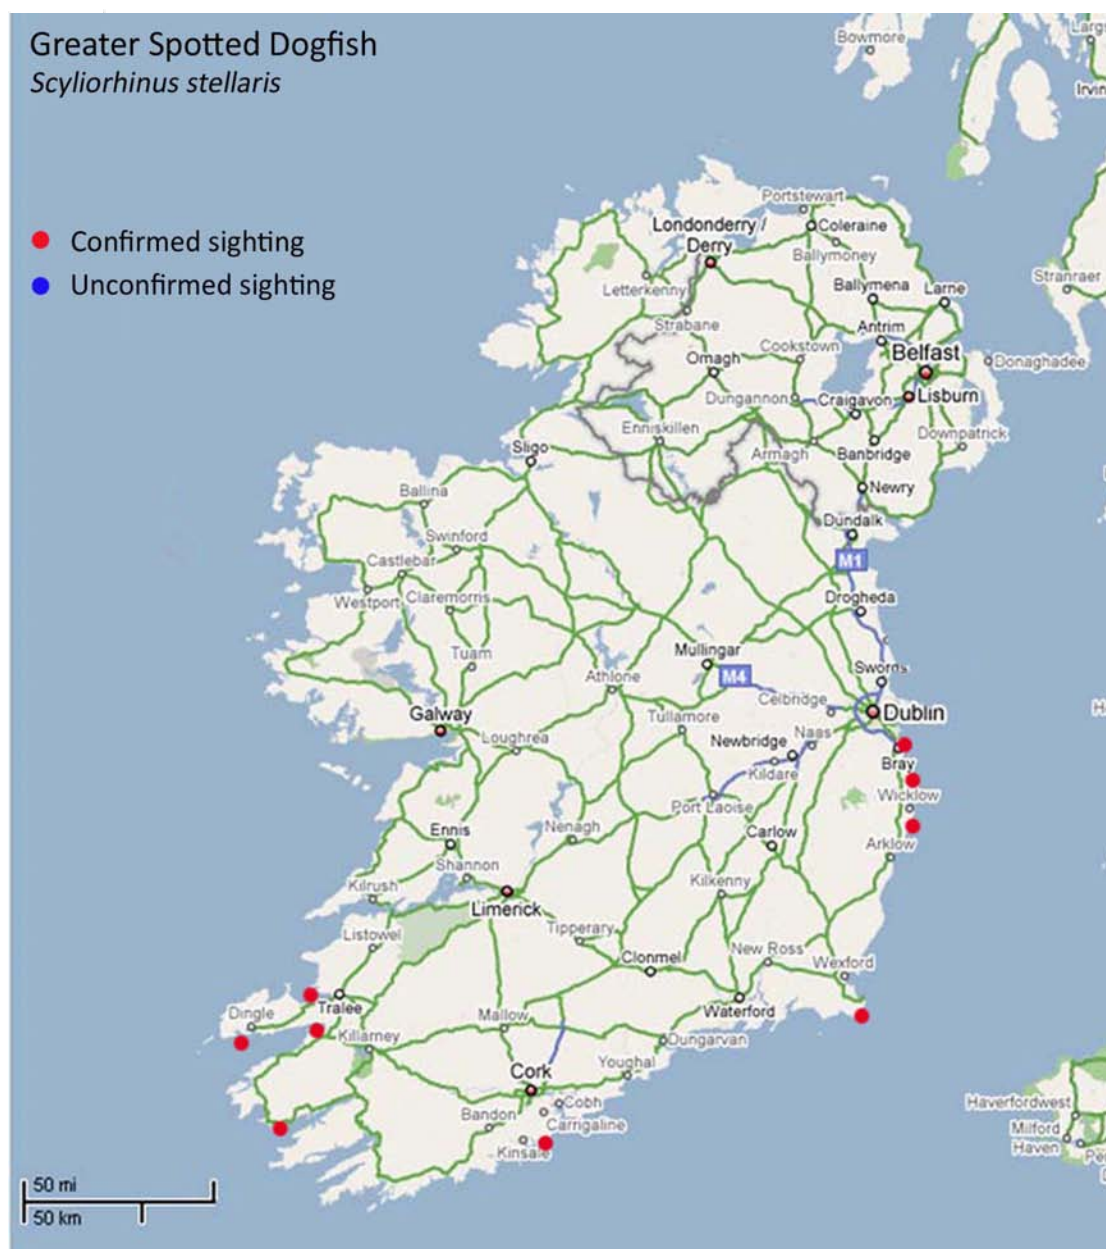 Greater Spotted Dogfish
Scyliorhinus stellaris
Confirmed sighting
Unconfirmed sighting
Bowmore
Portstewart
Londonderry /
Derry
Coleraine
Ballymoney
Letterkenny
Ballymena
Larne
Stranraer
Strabane
Antrim
Cookstown
Belfast
Omagh
Donaghadee
Dungannon
Craigavon
Lisburn
Enniskillen
Downpatrick
Sligo
Armagh
Banbridge
Ballina
Newry
Dundalk
Swinford
M1
Castlebar
Westport
Claremorris
Drogheda
Tuam
Mullingar
Swords
M4
Athlone
Celbridge
Galway
Dublin
Tullamore
Loughrea
Newbridge
Naas
Bray
Kildare
Wicklow
Port Laoise
Ennis
Nenagh
Carlow
Arklow
Shannon
Kilrush
Kilkenny
Limerick
Tipperary
Listowel
New Ross
Clonmel
Wexford
Tralee
Dingle
Mallow
Waterford
Killarney
Dungarvan
Youghal
Cork
Cobh
Bandon
Carrigaline
Kinsale
Haverfordwest
Milford
Haven
50 mi
50 km